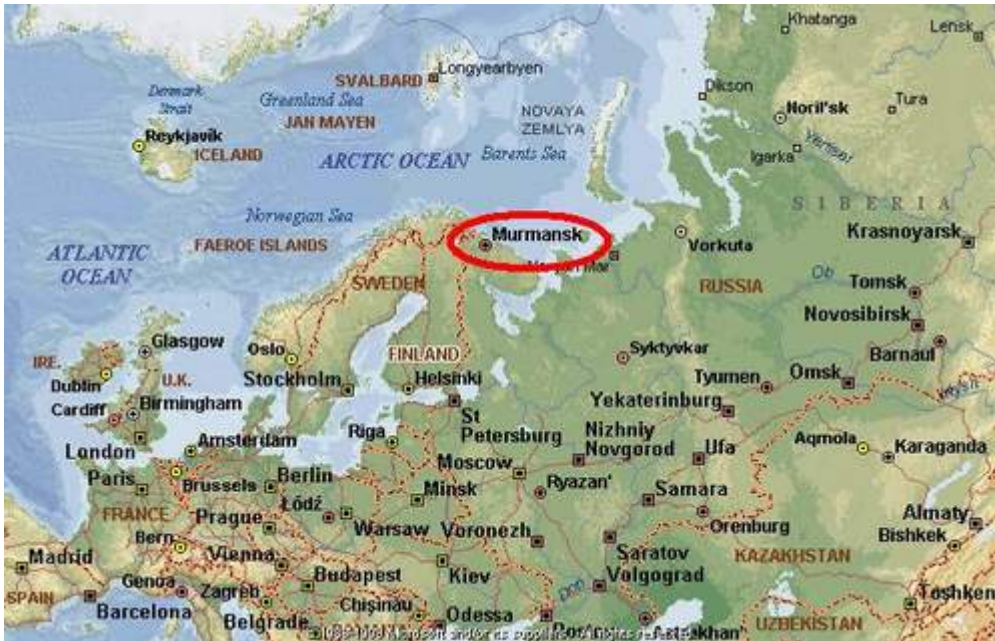 Khatanga
Lensk
Longyearbyen
SVALBARD
Denmark
Strait
Greenland Sea
JAN MAYEN
Dikson
NOVAYA
ZEMLYA
Noril'sk
Tura
Reykjavík
ICELAND
ARCTIC OCEAN
Barents Sea
Igarka
SIBERIA
Norwegian Sea
FAEROE ISLANDS
Murmansk
Vorkuta
Krasnoyarsk
ATLANTIC
OCEAN
Mar
SWEDEN
RUSSIA
Ob
Tomsk
Novosibirsk
Glasgow
Oslo
FINLAND
Syktyvkar
Barnaul
IRE.
Dublin
U.K.
Stockholm
Helsinki
Tyumen
Omsk
Cardiff
Birmingham
Yekaterinburg
St
Petersburg
London
Amsterdam
Riga
Nizhniy
Novgorod
Ufa
Aqmola
Karaganda
Paris
Brussels
Berlin
Moscow
Minsk
Ryazan'
Samara
FRANCE
Łódź
Prague
Warsaw
Voronezh
Orenburg
Almaty
Bishkek
Bern
Vienna
Madrid
Kiev
Saratov
KAZAKHSTAN
Genoa
Budapest
Volgograd
Don
SPAIN
Zagreb
Barcelona
Chişinau
Odessa
Belgrade
UZBEKISTAN
Toshken